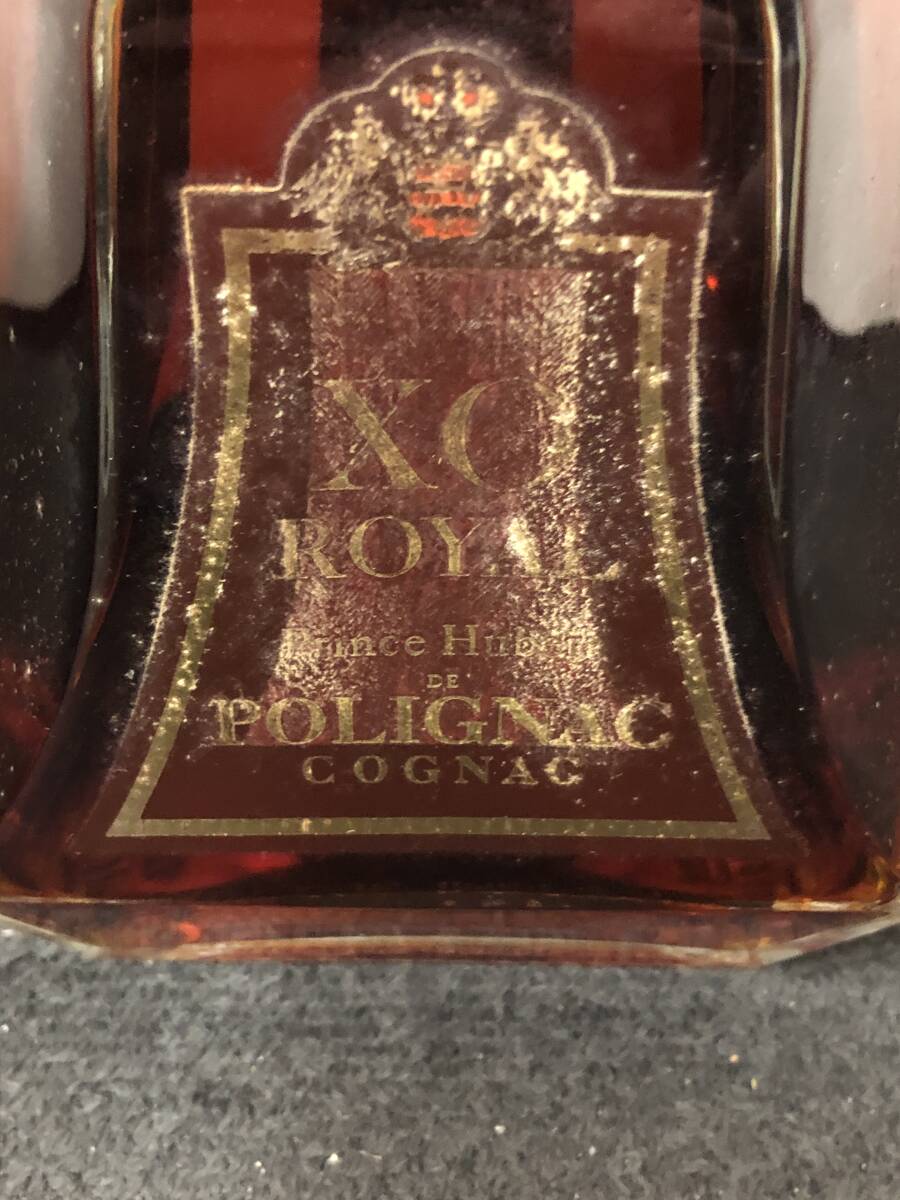 XO
ROYAL
Prince Hubert
DE
POLIGNAC
COGNAC